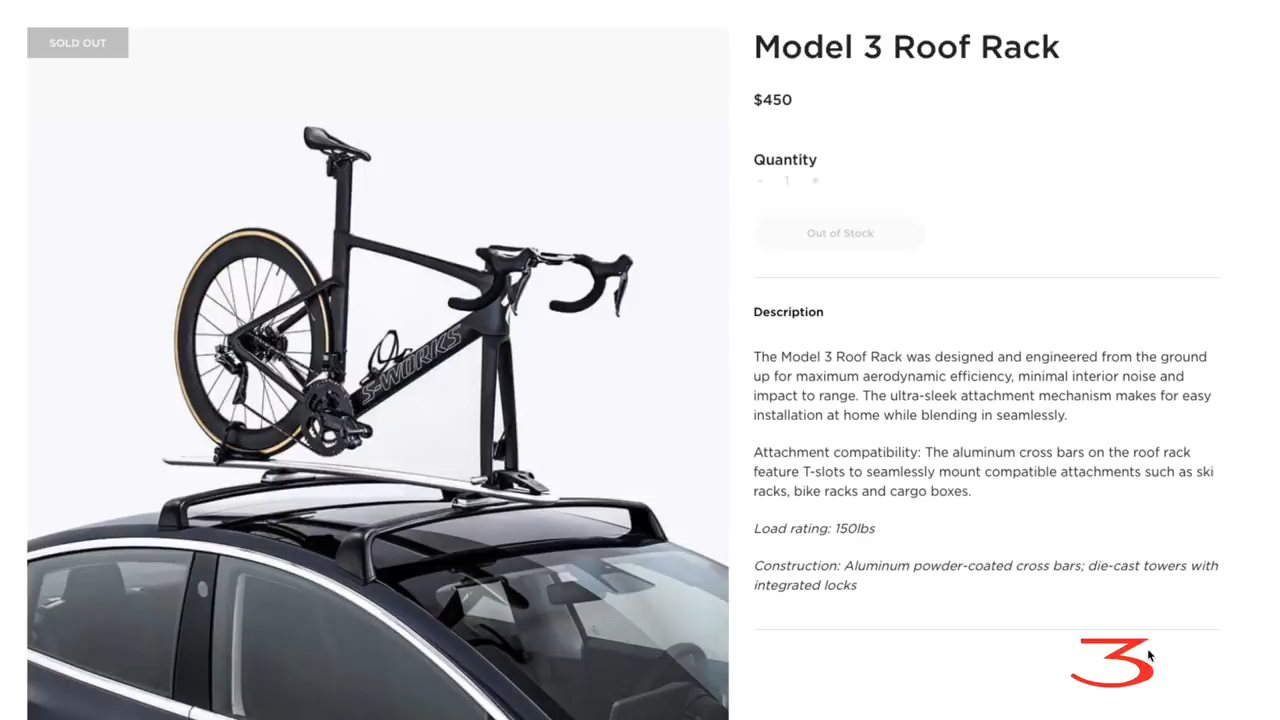 SOLD OUT
Model 3 Roof Rack
$450
Quantity
- 1 +
Out of Stock
Description
The Model 3 Roof Rack was designed and engineered from the ground
up for maximum aerodynamic efficiency, minimal interior noise and
impact to range. The ultra-sleek attachment mechanism makes for easy
installation at home while blending in seamlessly.
Attachment compatibility: The aluminum cross bars on the roof rack
feature T-slots to seamlessly mount compatible attachments such as ski
racks, bike racks and cargo boxes.
Load rating: 150lbs
Construction: Aluminum powder-coated cross bars; die-cast towers with
integrated locks
S-WORKS
3